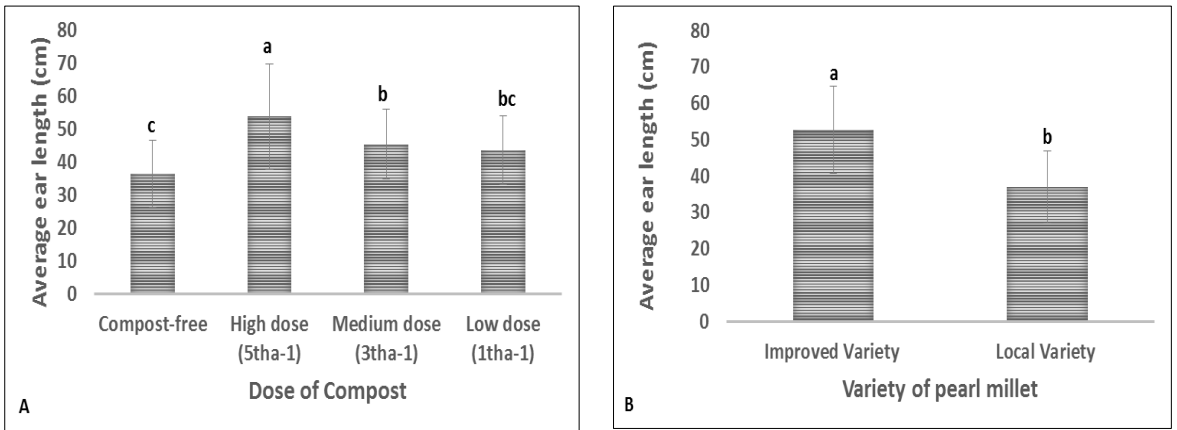 Average ear length (cm)
80
70
60
50
40
30
20
10
0
c
a
b
bc
Compost-free
High dose
(5tha-1)
Medium dose
(3tha-1)
Low dose
(1tha-1)
Dose of Compost
A
Average ear length (cm)
80
70
60
50
40
30
20
10
0
a
b
Improved Variety
Local Variety
Variety of pearl millet
B